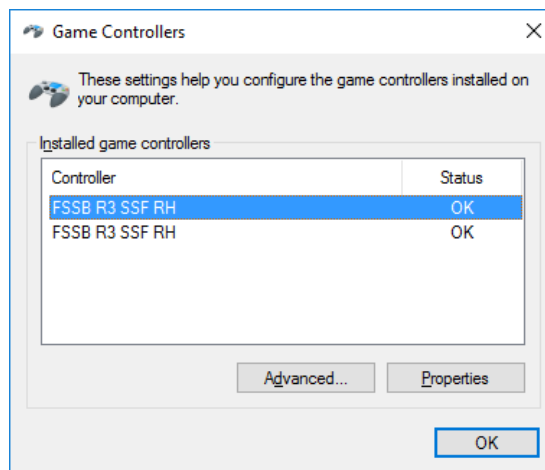 Game Controllers
These settings help you configure the game controllers installed on
your computer.
Installed game controllers
Controller Status
FSSB R3 SSF RH OK
FSSB R3 SSF RH OK
Advanced... Properties
OK